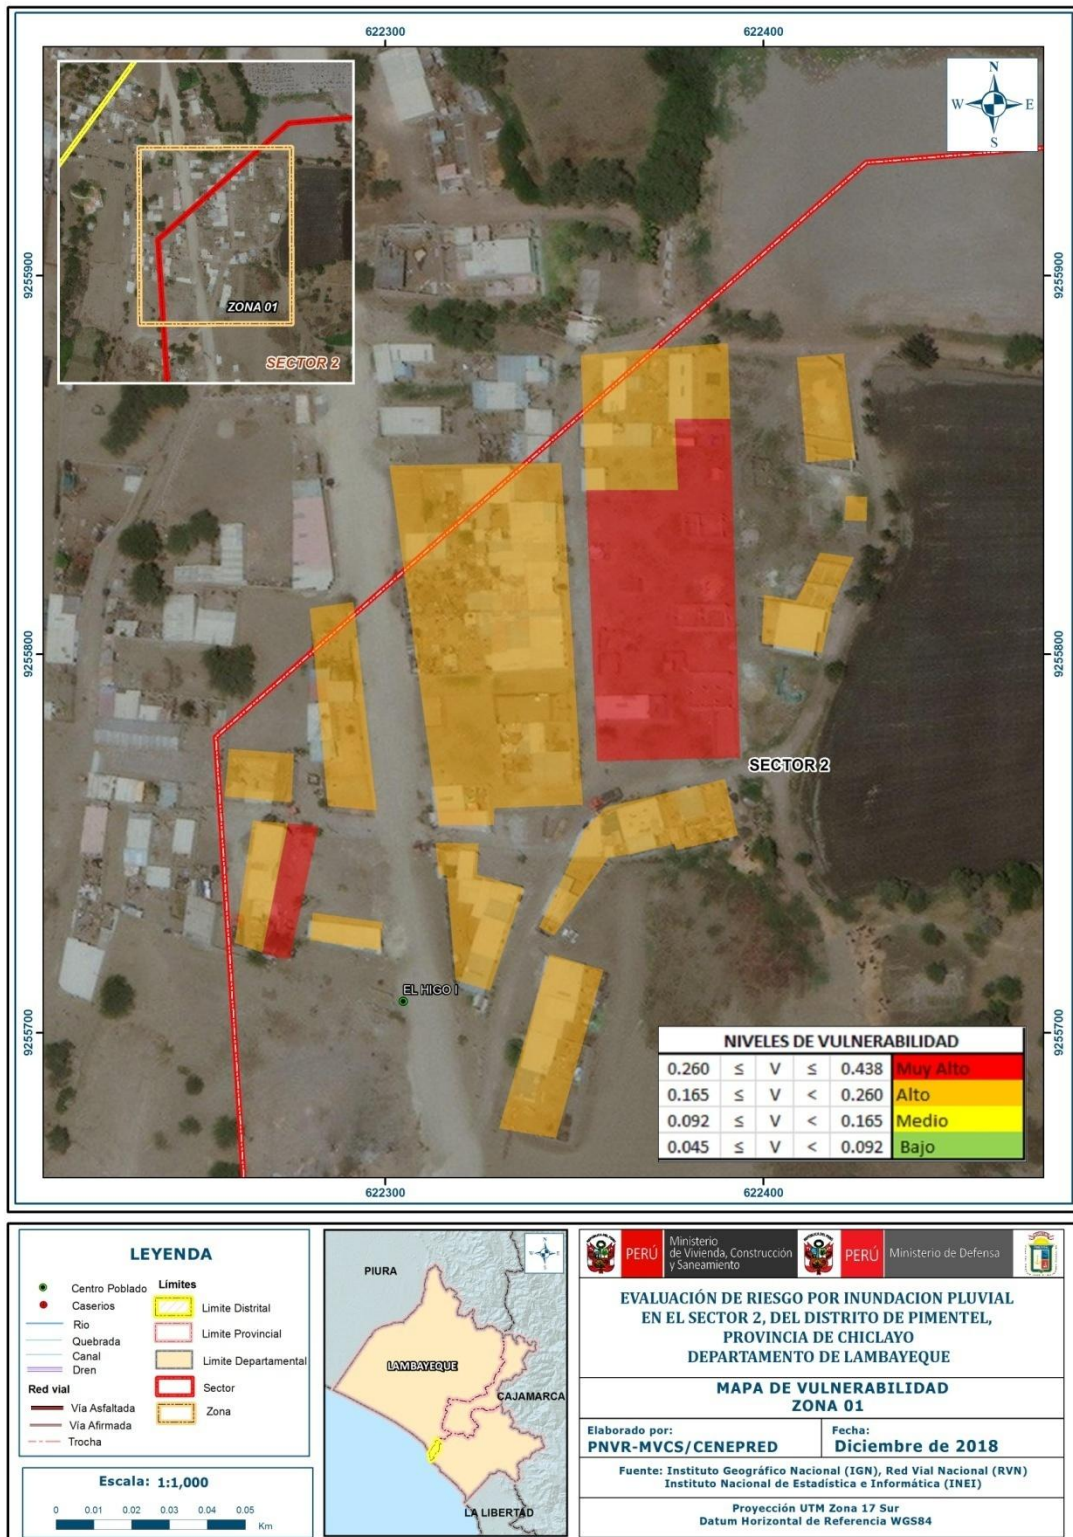 622300
622400
N
W
E
S
ZONA 01
SECTOR 2
9255900
9255900
9255800
9255800
SECTOR 2
EL HIGO I
9255700
9255700
NIVELES DE VULNERABILIDAD
0.260 ≤ V ≤ 0.438 Muy Alto
0.165 ≤ V < 0.260 Alto
0.092 ≤ V < 0.165 Medio
0.045 ≤ V < 0.092 Bajo
622300
622400
LEYENDA
Centro Poblado
Caserios
Rio
Quebrada
Canal
Dren
Red vial
Vía Asfaltada
Vía Afirmada
Trocha
Límites
Limite Distrital
Limite Provincial
Limite Departamental
Sector
Zona
Escala: 1:1,000
0 0.01 0.02 0.03 0.04 0.05
Km
PIURA
LAMBAYEQUE
CAJAMARCA
LA LIBERTAD
PERÚ
Ministerio
de Vivienda, Construcción
y Saneamiento
PERÚ
Ministerio de Defensa
EVALUACIÓN DE RIESGO POR INUNDACION PLUVIAL
EN EL SECTOR 2, DEL DISTRITO DE PIMENTEL,
PROVINCIA DE CHICLAYO
DEPARTAMENTO DE LAMBAYEQUE
MAPA DE VULNERABILIDAD
ZONA 01
Elaborado por:
PNVR-MVCS/CENEPRED
Fecha:
Diciembre de 2018
Fuente: Instituto Geográfico Nacional (IGN), Red Vial Nacional (RVN)
Instituto Nacional de Estadística e Informática (INEI)
Proyección UTM Zona 17 Sur
Datum Horizontal de Referencia WGS84